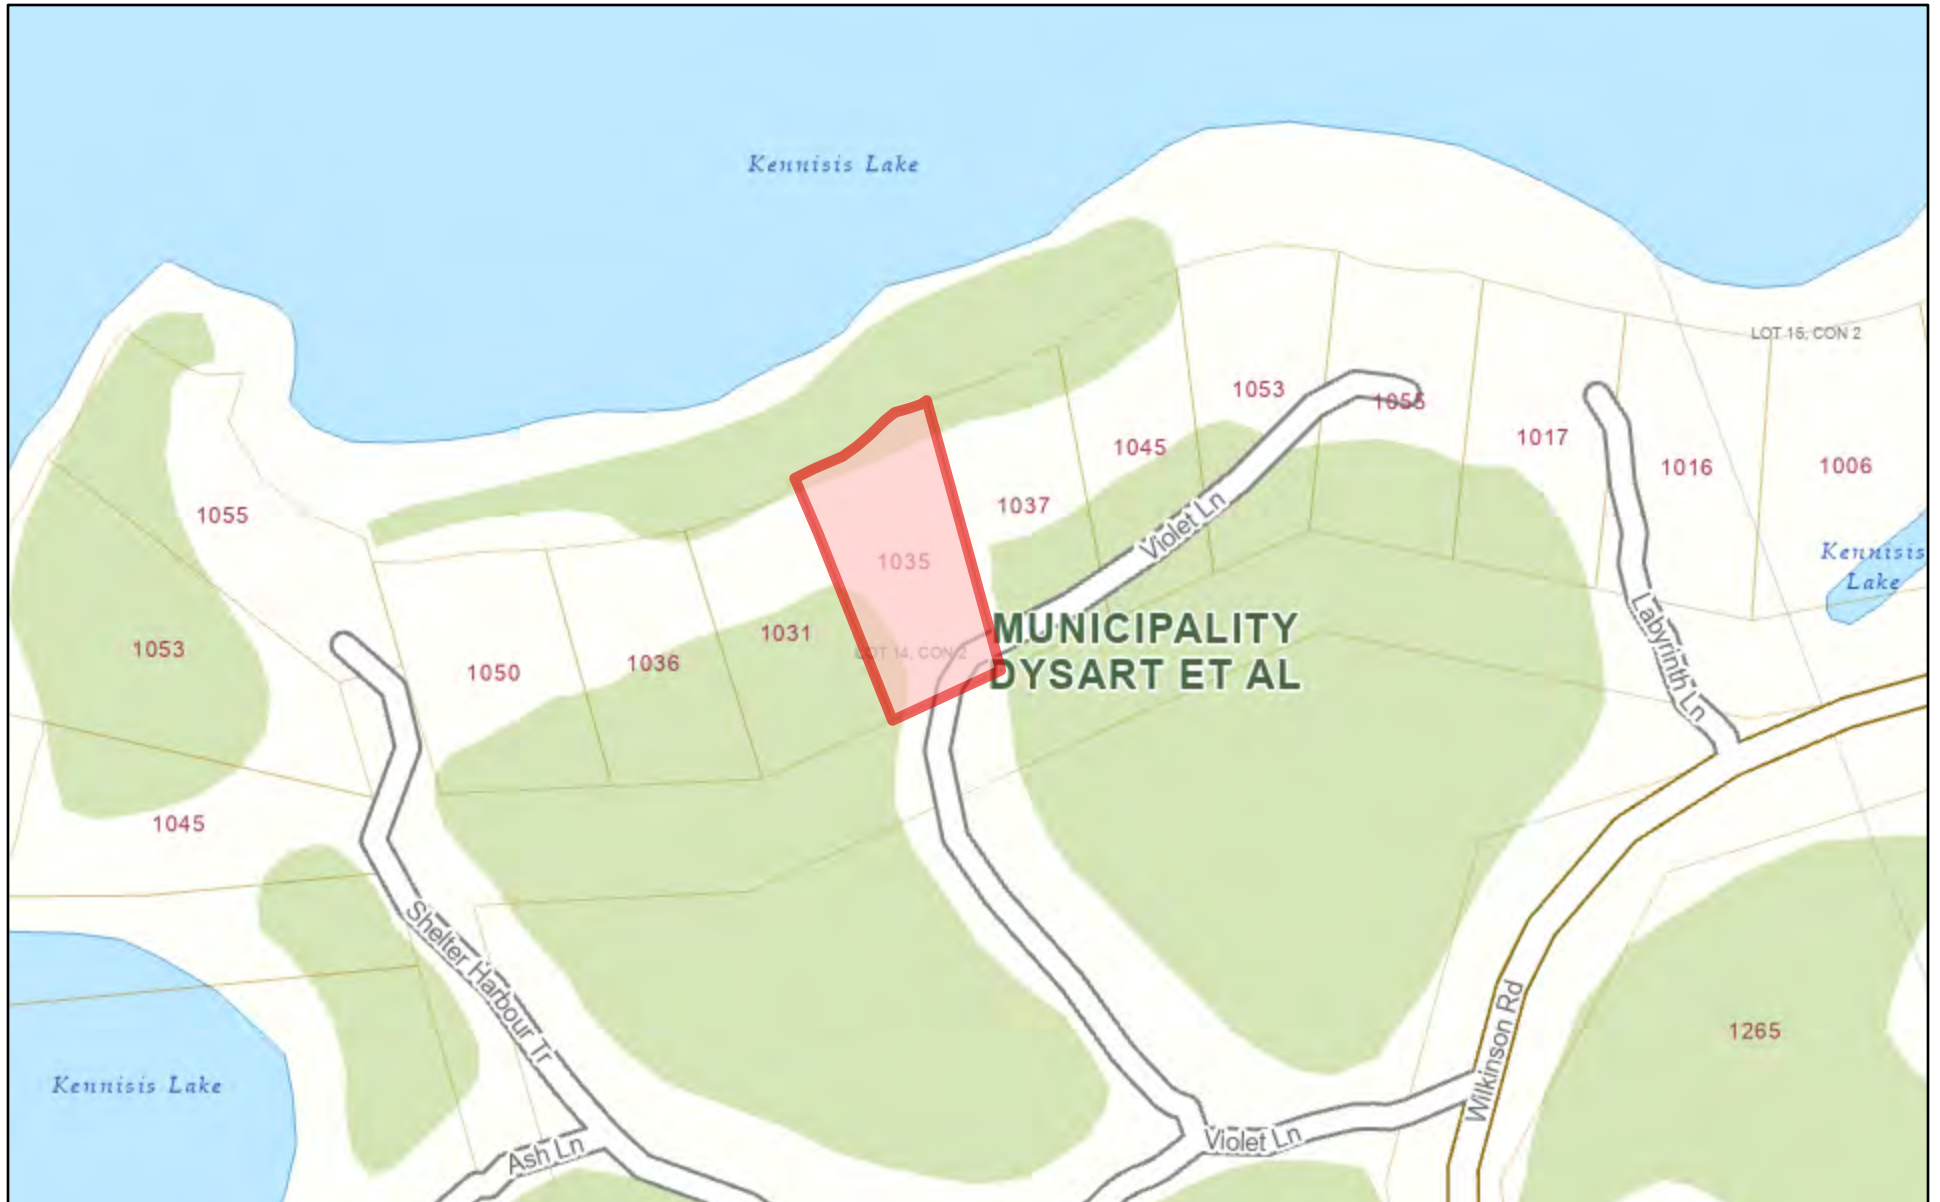 Kennisis Lake
LOT 15, CON 2
1053
1055
1017
1045
1016
1006
1037
1055
Violet Ln
Kennisis
Lake
1035
1031
LOT 14, CON 2
MUNICIPALITY
DYSART ET AL
1053
1050
1036
Labyrinth Ln
1045
Shelter Harbour Tr
Wilkinson Rd
1265
Kennisis Lake
Violet Ln
Ash Ln